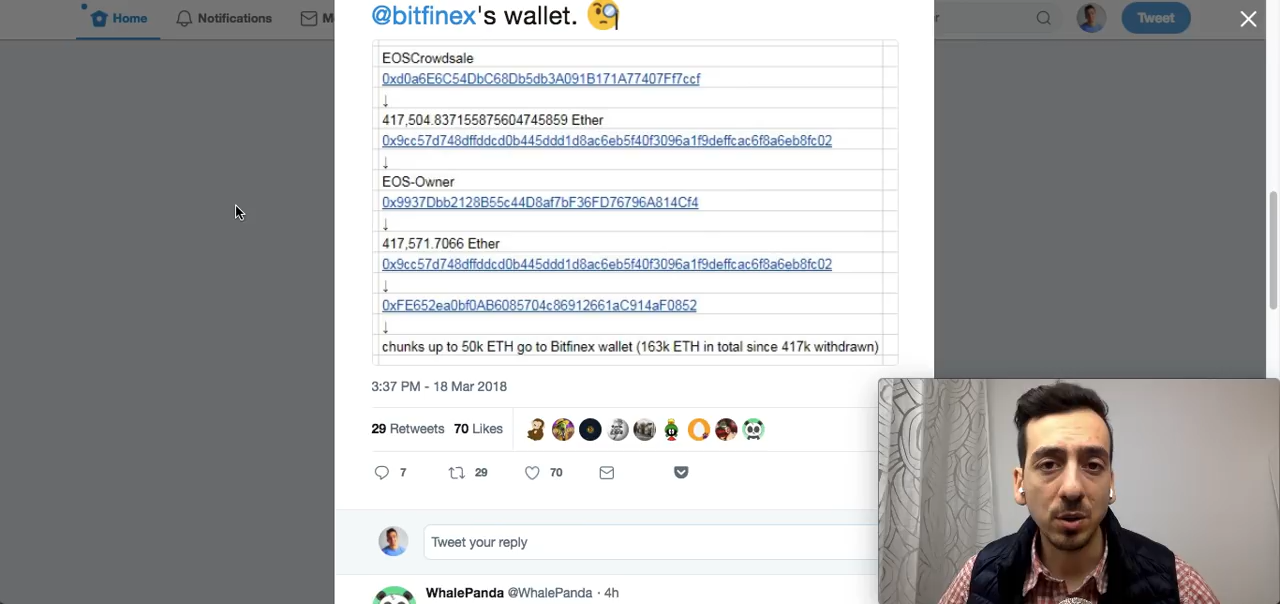 Home
Notifications
M
r
Tweet
@bitfinex's wallet.
EOSCrowdsale
0xd0a6E6C54DbC68Db5db3A091B171A77407Ff7ccf
↓
417,504.837155875604745859 Ether
0x9cc57d748dffddcd0b445ddd1d8ac6eb5f40f3096a1f9deffcac6f8a6eb8fc02
↓
EOS-Owner
0x9937Dbb2128B55c44D8af7bF36FD76796A814Cf4
↓
417,571.7066 Ether
0x9cc57d748dffddcd0b445ddd1d8ac6eb5f40f3096a1f9deffcac6f8a6eb8fc02
↓
0xFE652ea0bf0AB6085704c86912661aC914aF0852
↓
chunks up to 50k ETH go to Bitfinex wallet (163k ETH in total since 417k withdrawn)
3:37 PM - 18 Mar 2018
29 Retweets 70 Likes
7 29 70
Tweet your reply
WhalePanda @WhalePanda · 4h